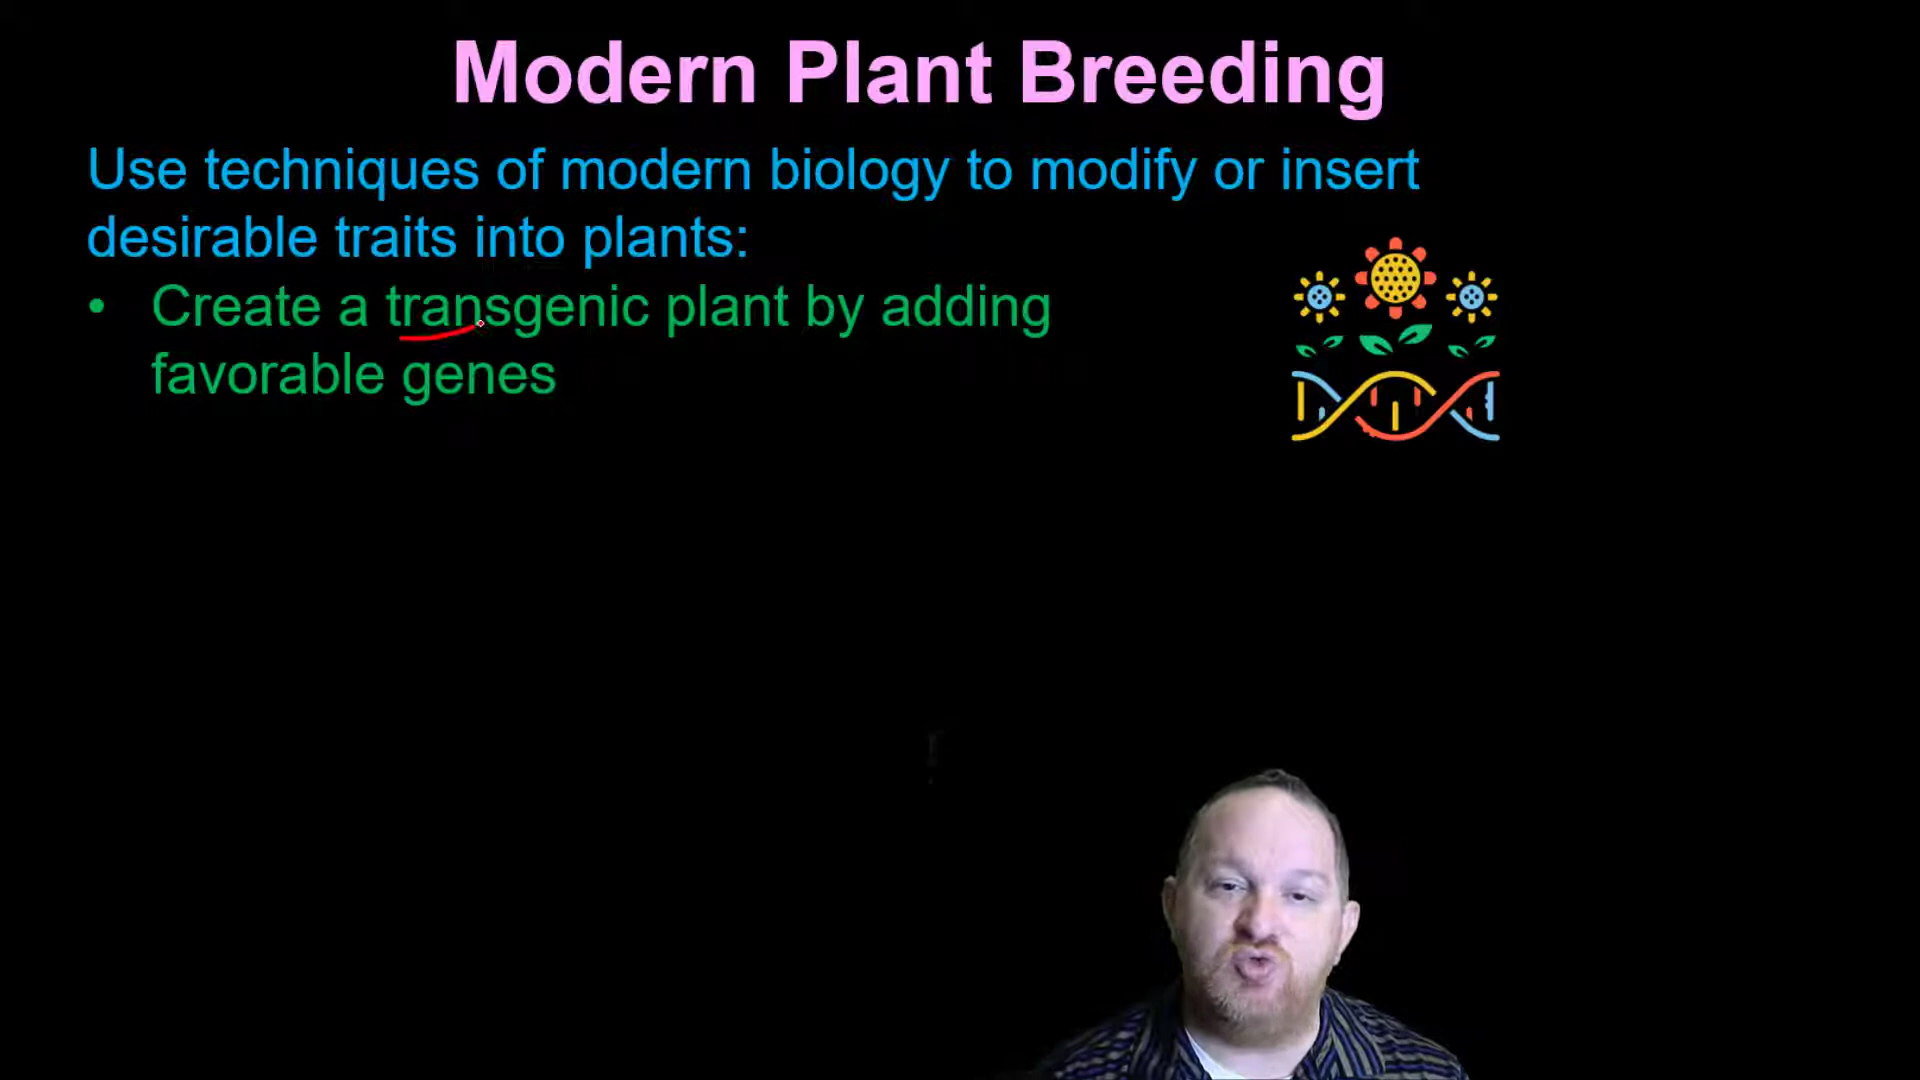 Modern Plant Breeding
Use techniques of modern biology to modify or insert
desirable traits into plants:
• Create a transgenic plant by adding
favorable genes